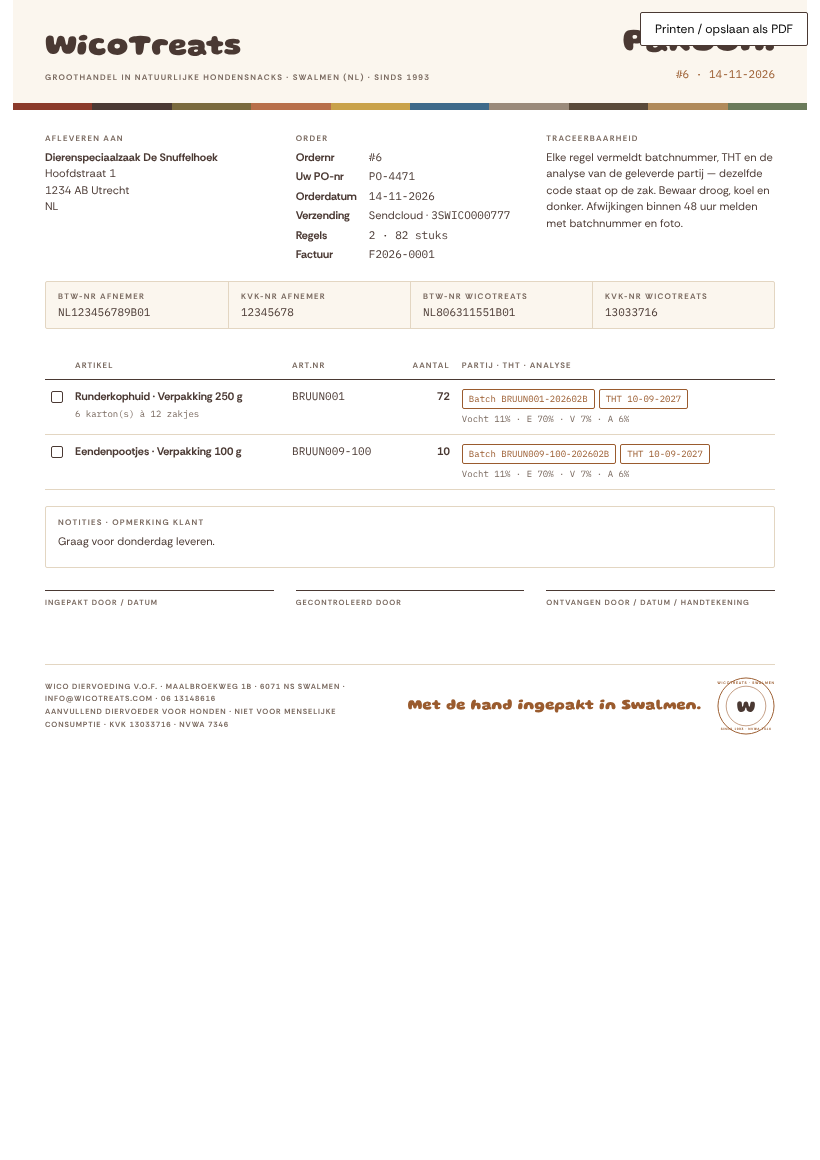 WicoTreats
Printen / opslaan als PDF
GROOTHANDEL IN NATUURLIJKE HONDENSNACKS · SWALMEN (NL) · SINDS 1993
#6 · 14-11-2026
AFLEVEREN AAN
Dierenspeciaalzaak De Snuffelhoek
Hoofdstraat 1
1234 AB Utrecht
NL
ORDER
Ordernr #6
Uw PO-nr PO-4471
Orderdatum 14-11-2026
Verzending Sendcloud · 3SWICO000777
Regels 2 · 82 stuks
Factuur F2026-0001
TRACEERBAARHEID
Elke regel vermeldt batchnummer, THT en de
analyse van de geleverde partij — dezelfde
code staat op de zak. Bewaar droog, koel en
donker. Afwijkingen binnen 48 uur melden
met batchnummer en foto.
BTW-NR AFNEMER
NL123456789B01
KVK-NR AFNEMER
12345678
BTW-NR WICOTREATS
NL806311551B01
KVK-NR WICOTREATS
13033716
ARTIKEL ART.NR AANTAL PARTIJ · THT · ANALYSE
Runderkophuid · Verpakking 250 g BRUUN001 72 Batch BRUUN001-202602B THT 10-09-2027
6 karton(s) à 12 zakjes Vocht 11% · E 70% · V 7% · A 6%
Eendenpootjes · Verpakking 100 g BRUUN009-100 10 Batch BRUUN009-100-202602B THT 10-09-2027
Vocht 11% · E 70% · V 7% · A 6%
NOTITIES · OPMERKING KLANT
Graag voor donderdag leveren.
INGEPAKT DOOR / DATUM
GECONTROLEERD DOOR
ONTVANGEN DOOR / DATUM / HANDTEKENING
WICO DIERVOEDING V.O.F. · MAALBROEKWEG 1B · 6071 NS SWALMEN ·
INFO@WICOTREATS.COM · 06 13148616
AANVULLEND DIERVOEDER VOOR HONDEN · NIET VOOR MENSELIJKE
CONSUMPTIE · KVK 13033716 · NVWA 7346
Met de hand ingepakt in Swalmen.
WICOTREATS · SWALMEN
W